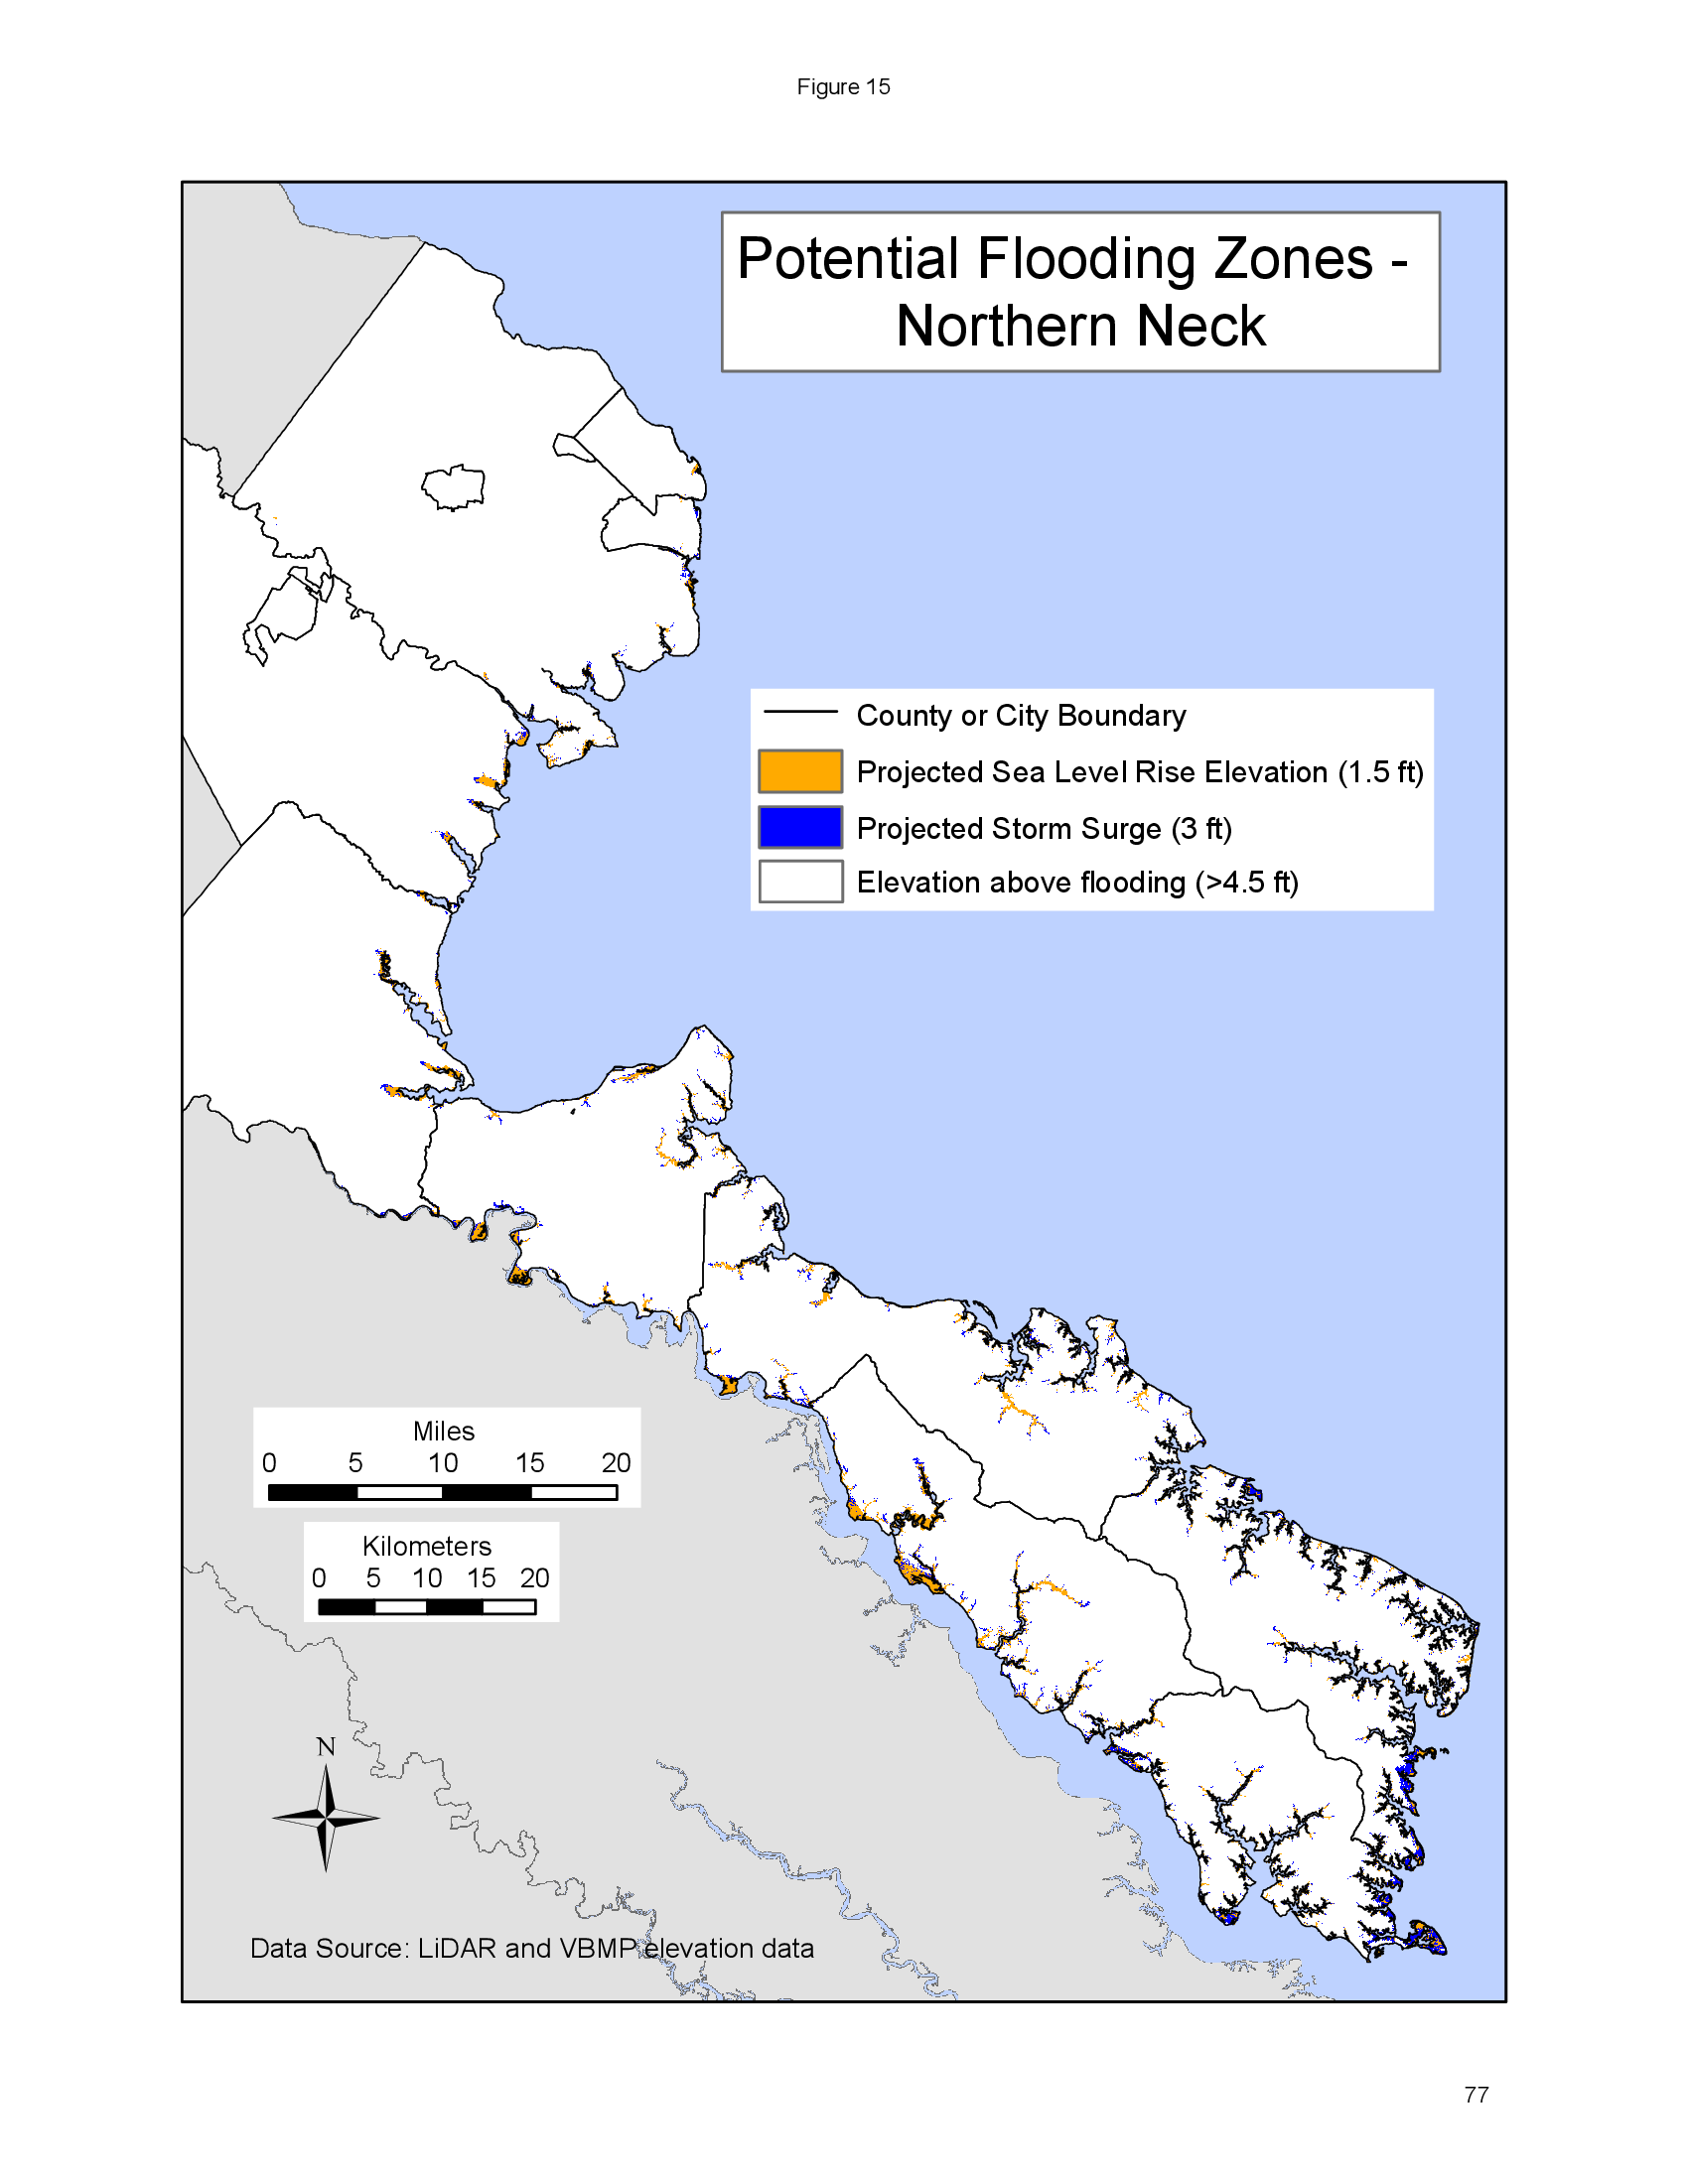 Figure 15
Potential Flooding Zones -
Northern Neck
County or City Boundary
Projected Sea Level Rise Elevation (1.5 ft)
Projected Storm Surge (3 ft)
Elevation above flooding (>4.5 ft)
Miles
0 5 10 15 20
Kilometers
0 5 10 15 20
N
Data Source: LiDAR and VBMP elevation data
77